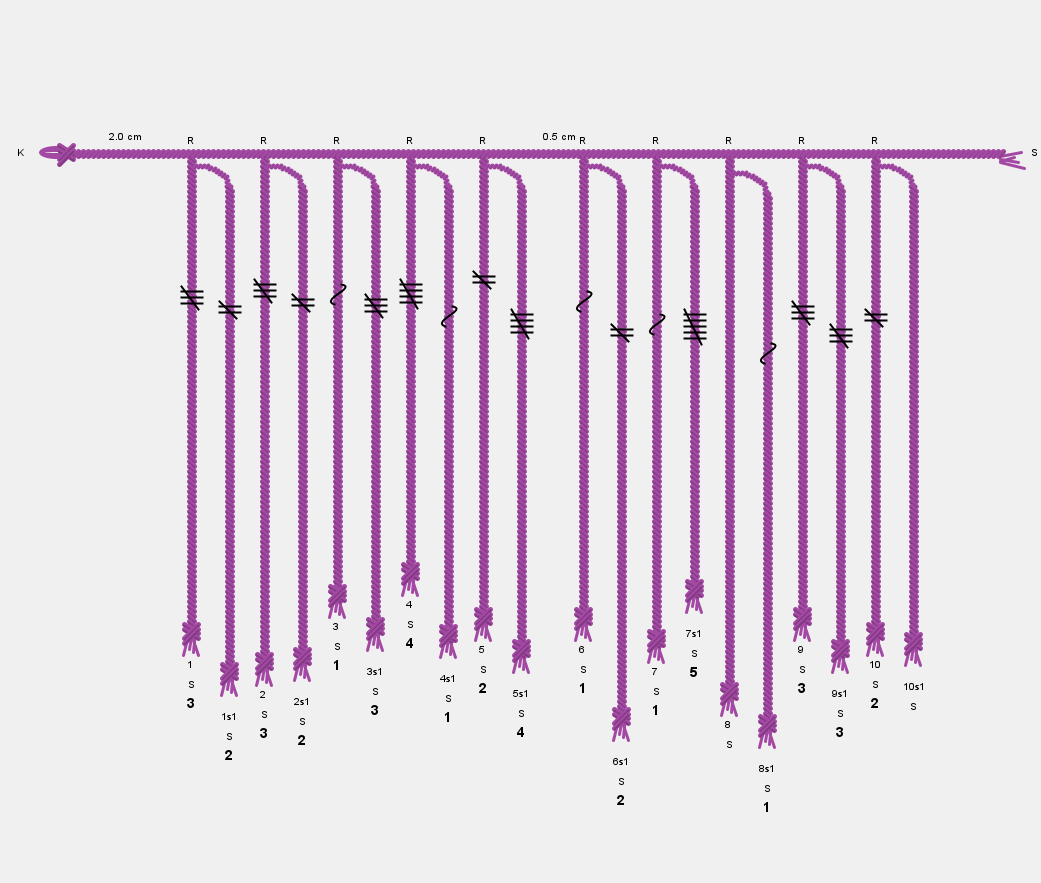 2.0 cm R R R R R 0.5 cm R R R R R
K S
1 S 3
1s1 S 2
2 S 3
2s1 S 2
3 S 1
3s1 S 3
4 S 4
4s1 S 1
5 S 2
5s1 S 4
6 S 1
6s1 S 2
7 S 1
7s1 S 5
8 S
8s1 S 1
9 S 3
9s1 S 3
10 S 2
10s1 S